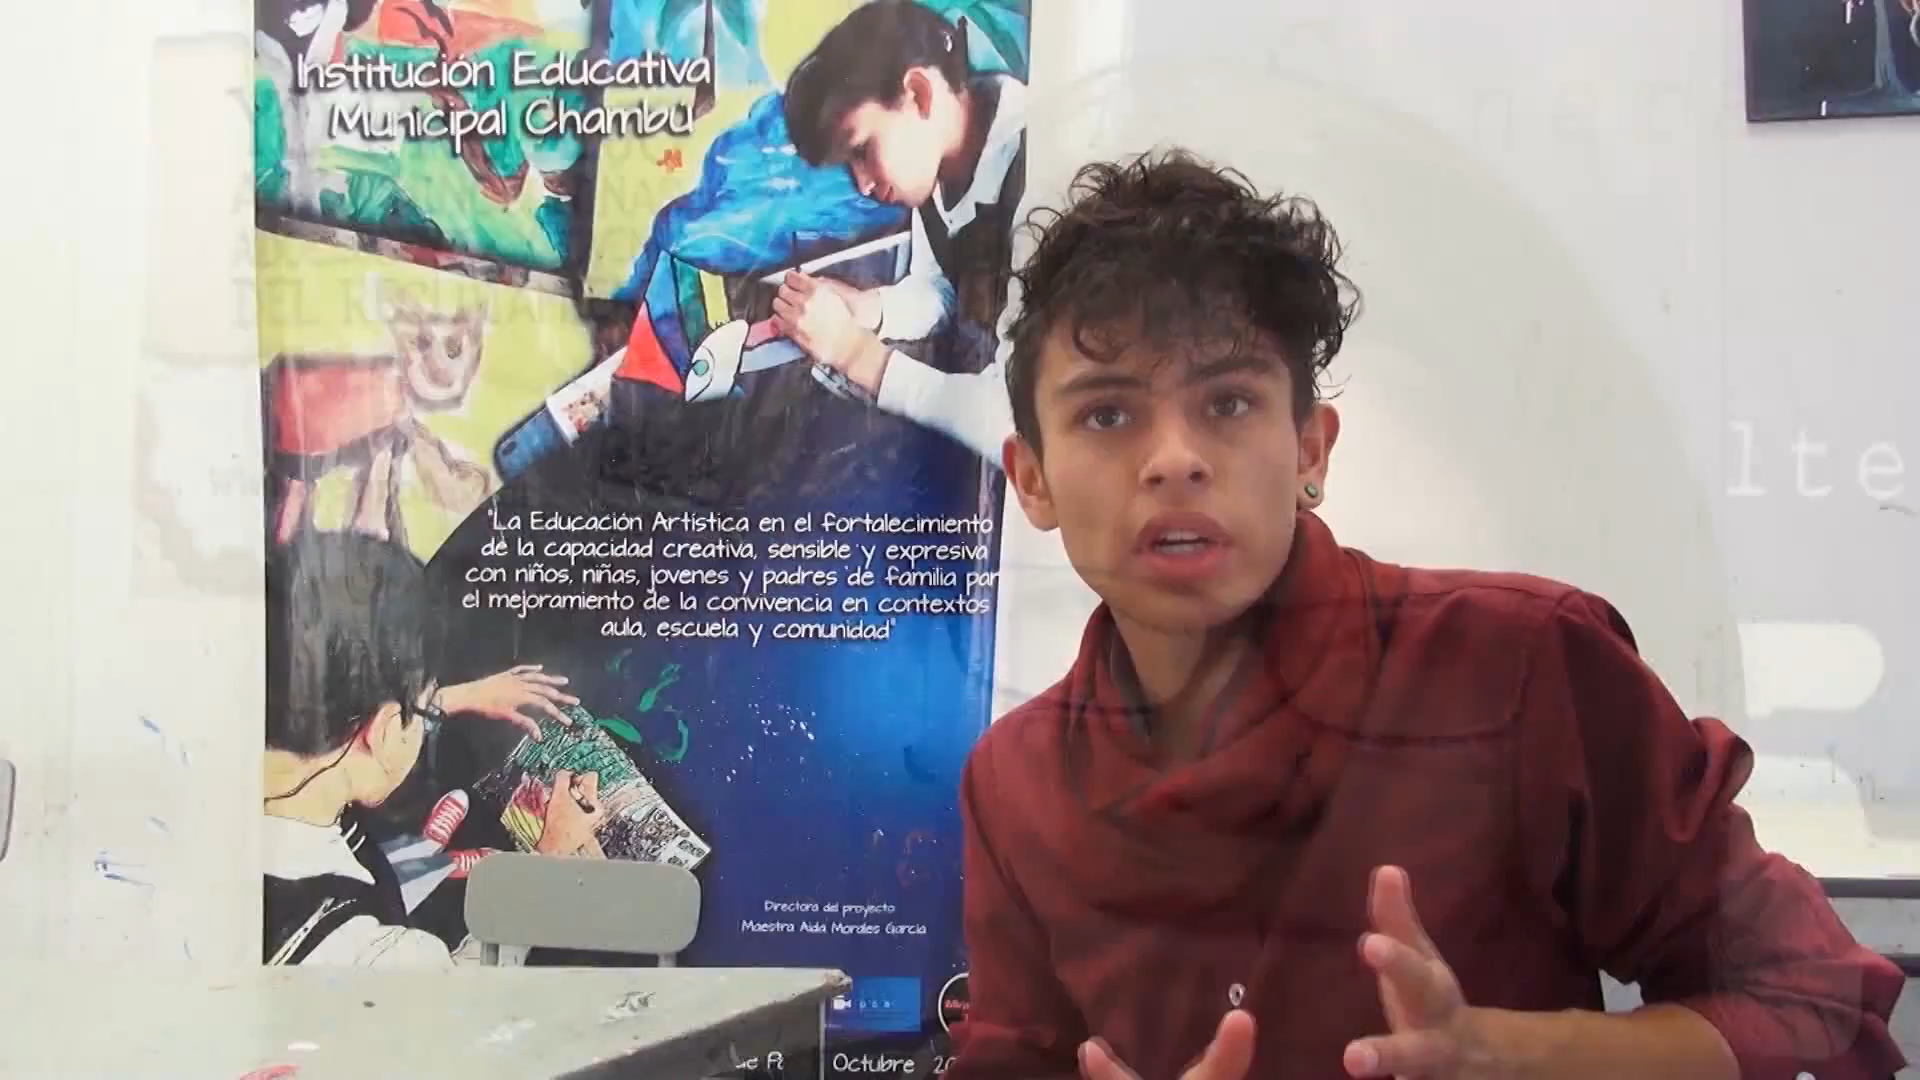 Institución Educativa
Municipal Chambú
"La Educación Artística en el fortalecimiento
de la capacidad creativa, sensible y expresiva
con niños, niñas, jovenes y padres de familia par
el mejoramiento de la convivencia en contextos
aula, escuela y comunidad"
Directora del proyecto
Maestra Aida Morales García
Octubre
lte